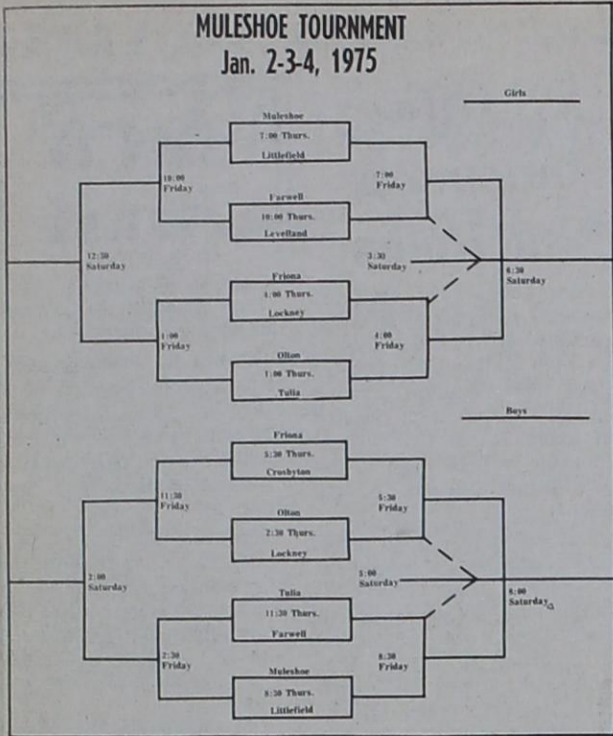 MULESHOE TOURNMENT
Jan. 2-3-4, 1975
Girls
Muleshoe
7:00 Thurs.
Littlefield
10:00
Friday
7:00
Friday
Farwell
10:00 Thurs.
Levelland
12:30
Saturday
3:30
Saturday
6:30
Saturday
Friona
4:00 Thurs.
Lockney
1:00
Friday
4:00
Friday
Olton
1:00 Thurs.
Tulia
Boys
Friona
5:30 Thurs.
Crosbyton
11:30
Friday
5:30
Friday
Olton
2:30 Thurs.
Lockney
2:00
Saturday
5:00
Saturday
8:00
Saturday
Tulia
11:30 Thurs.
Farwell
2:30
Friday
8:30
Friday
Muleshoe
8:30 Thurs.
Littlefield